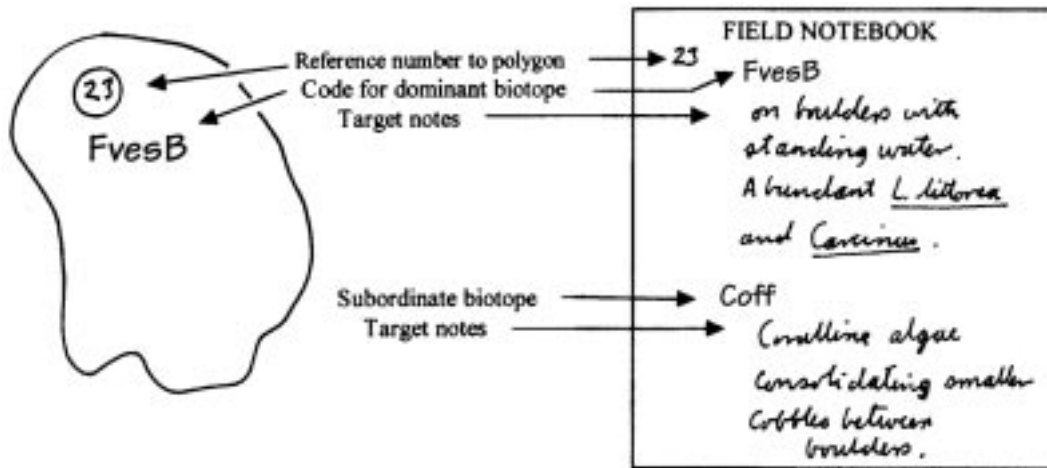 23
FvesB
Reference number to polygon
Code for dominant biotope
Target notes
Subordinate biotope
Target notes
FIELD NOTEBOOK
23
FvesB
on boulders with
standing water.
Abundant L. littorea
and Carcinus.
Coff
Coralline algae
Consolidating smaller
Cobbles between
boulders.